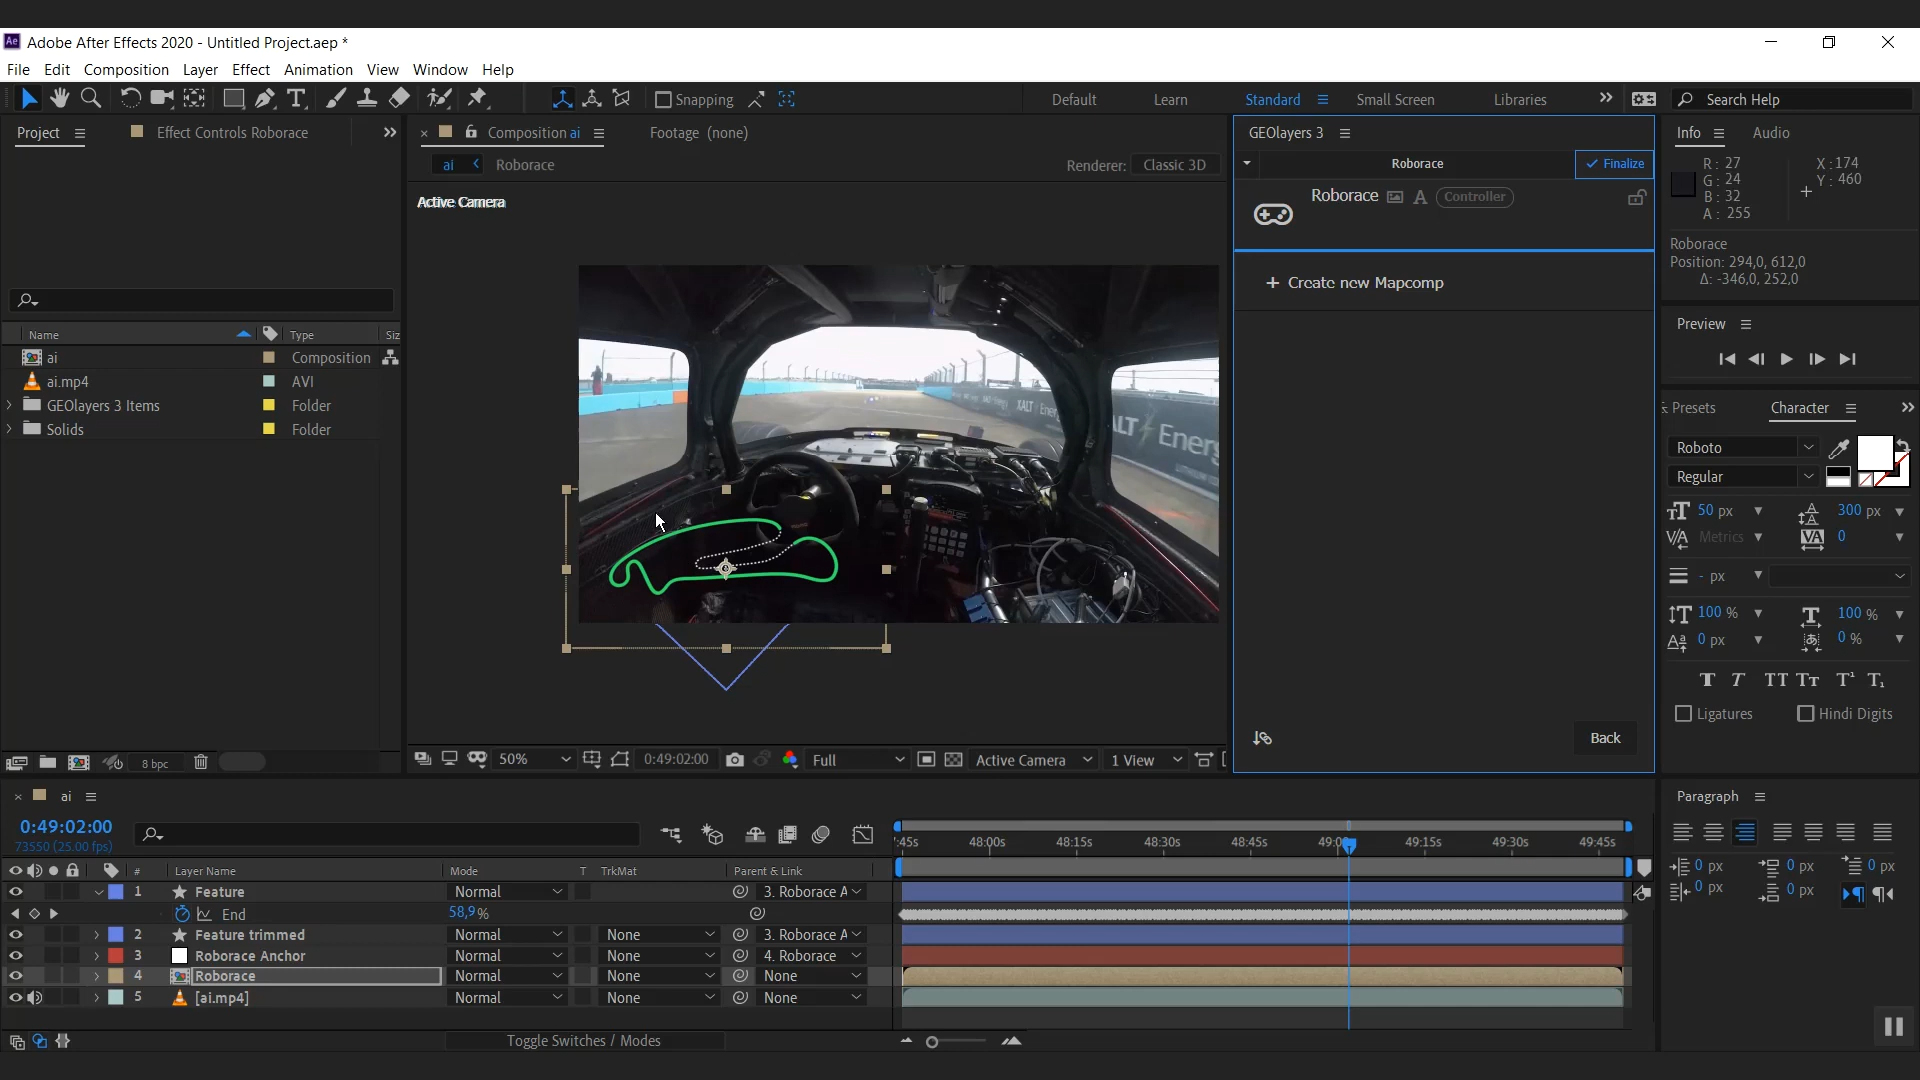 Adobe After Effects 2020 - Untitled Project.aep *
File Edit Composition Layer Effect Animation View Window Help
Snapping
Default Learn Standard Small Screen Libraries Search Help
Project Effect Controls Roborace
Composition ai Footage (none)
ai Roborace
Renderer: Classic 3D
Active Camera
Name Type Siz
ai Composition
ai.mp4 AVI
GEOlayers 3 Items Folder
Solids Folder
8 bpc
XALT Energ
ALT Energ
50% 0:49:02:00 Full Active Camera 1 View
GEOlayers 3
Roborace Finalize
Roborace A Controller
+ Create new Mapcomp
Back
Info Audio
R: 27
G: 24
B: 32
A: 255
X: 174
Y: 460
Roborace
Position: 294,0, 612,0
Δ: -346,0, 252,0
Preview
& Presets Character
Roboto
Regular
50 px 300 px
Metrics 0
- px
100 % 100 %
0 px 0 %
T T TT Tт T¹ T₁
Ligatures Hindi Digits
Paragraph
0 px 0 px 0 px
0 px 0 px
ai
0:49:02:00
73550 (25.00 fps)
:45s 48:00s 48:15s 48:30s 48:45s 49:0 49:15s 49:30s 49:45s
# Layer Name Mode T TrkMat Parent & Link
1 Feature Normal 3. Roborace A
End 58,9%
2 Feature trimmed Normal None 3. Roborace A
3 Roborace Anchor Normal None 4. Roborace
4 Roborace Normal None None
5 [ai.mp4] Normal None None
Toggle Switches / Modes